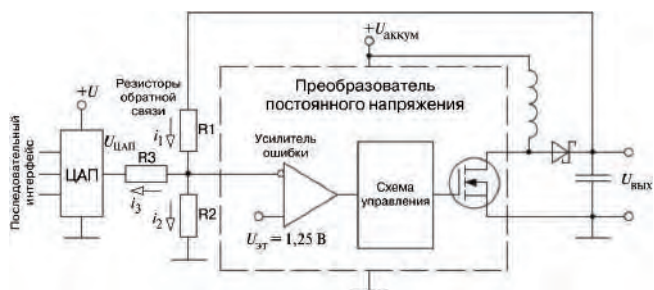 +Uаккум
Преобразователь
постоянного напряжения
+U
Резисторы
обратной
связи
Последовательный
интерфейс
ЦАП
UЦАП
R3
i3
i1
R1
i2
R2
Усилитель
ошибки
Uэт = 1,25 В
Схема
управления
Uвых